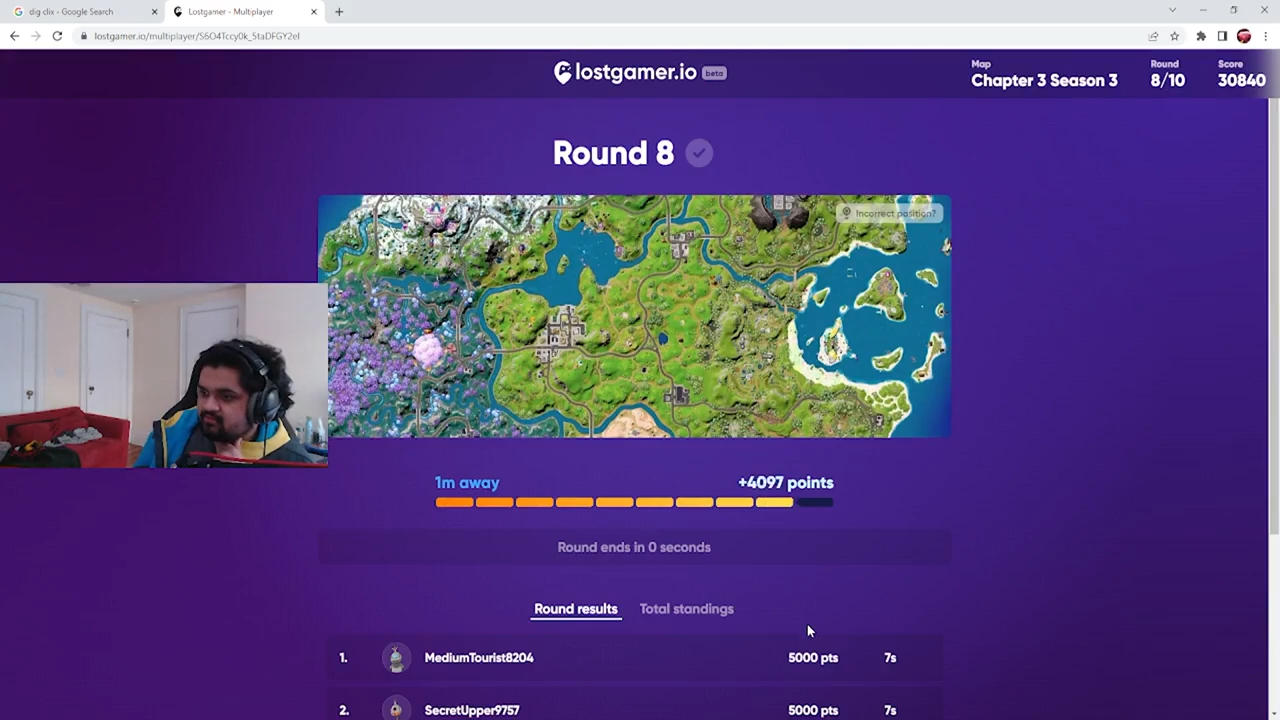 dig clix - Google Search
Lostgamer - Multiplayer
lostgamer.io/multiplayer/S6O4Tccy0k_5taDFGY2eI
lostgamer.io beta
Map
Chapter 3 Season 3
Round
8/10
Score
30840
Round 8
Incorrect position?
1m away
+4097 points
Round ends in 0 seconds
Round results
Total standings
1. MediumTourist8204 5000 pts 7s
2. SecretUpper9757 5000 pts 7s